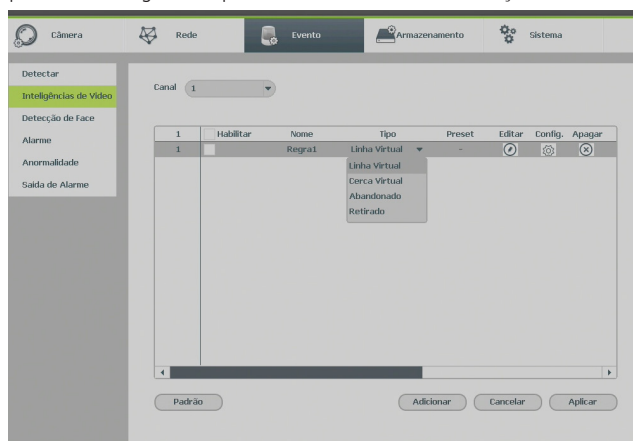 Câmera Rede Evento Armazenamento Sistema
Detectar
Inteligências de Vídeo
Detecção de Face
Alarme
Anormalidade
Saída de Alarme
Canal 1
1 Habilitar Nome Tipo Preset Editar Config. Apagar
1 Regra1 Linha Virtual -
Linha Virtual
Cerca Virtual
Abandonado
Retirado
Padrão Adicionar Cancelar Aplicar